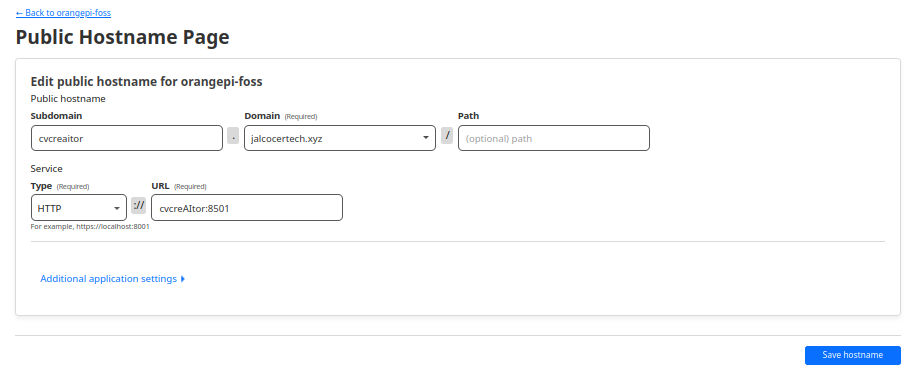 ← Back to orangepi-foss
Public Hostname Page
Edit public hostname for orangepi-foss
Public hostname
Subdomain Domain (Required) Path
cvcreaitor . jalcocertech.xyz / (optional) path
Service
Type (Required) URL (Required)
HTTP :// cvcreAItor:8501
For example, https://localhost:8001
Additional application settings
Save hostname